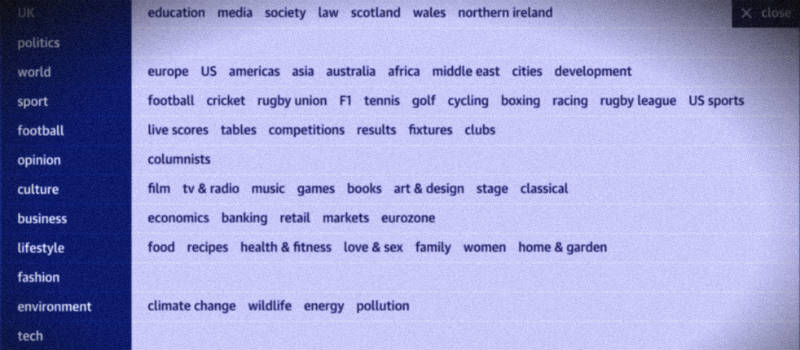 UK education media society law scotland wales northern ireland × close
politics
world europe US americas asia australia africa middle east cities development
sport football cricket rugby union F1 tennis golf cycling boxing racing rugby league US sports
football live scores tables competitions results fixtures clubs
opinion columnists
culture film tv & radio music games books art & design stage classical
business economics banking retail markets eurozone
lifestyle food recipes health & fitness love & sex family women home & garden
fashion
environment climate change wildlife energy pollution
tech